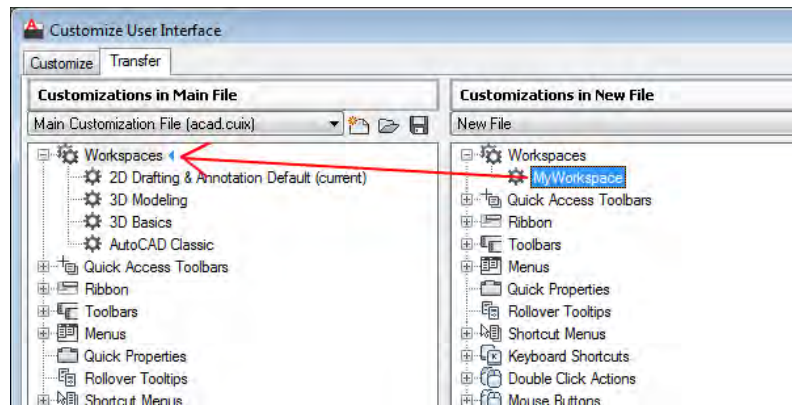 Customize User Interface
Customize Transfer
Customizations in Main File
Main Customization File (acad.cuix)
Workspaces
2D Drafting & Annotation Default (current)
3D Modeling
3D Basics
AutoCAD Classic
Quick Access Toolbars
Ribbon
Toolbars
Menus
Quick Properties
Rollover Tooltips
Shortcut Menus
Customizations in New File
New File
Workspaces
MyWorkspace
Quick Access Toolbars
Ribbon
Toolbars
Menus
Quick Properties
Rollover Tooltips
Shortcut Menus
Keyboard Shortcuts
Double Click Actions
Mouse Buttons